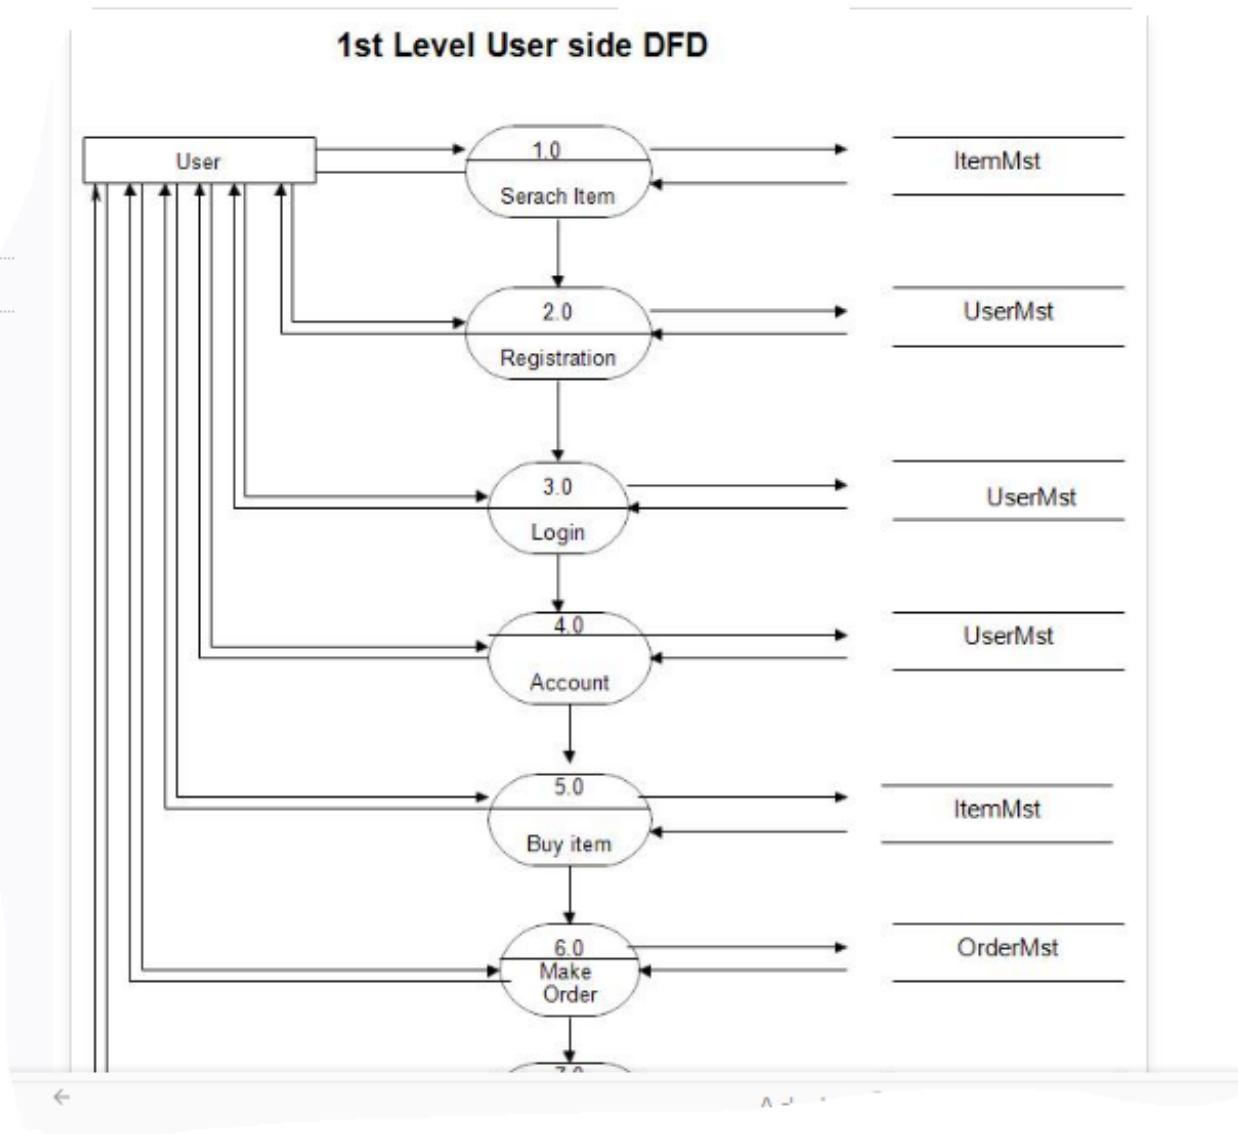 1st Level User side DFD
User
1.0
Serach Item
ItemMst
2.0
Registration
UserMst
3.0
Login
UserMst
4.0
Account
UserMst
5.0
Buy item
ItemMst
6.0
Make
Order
OrderMst